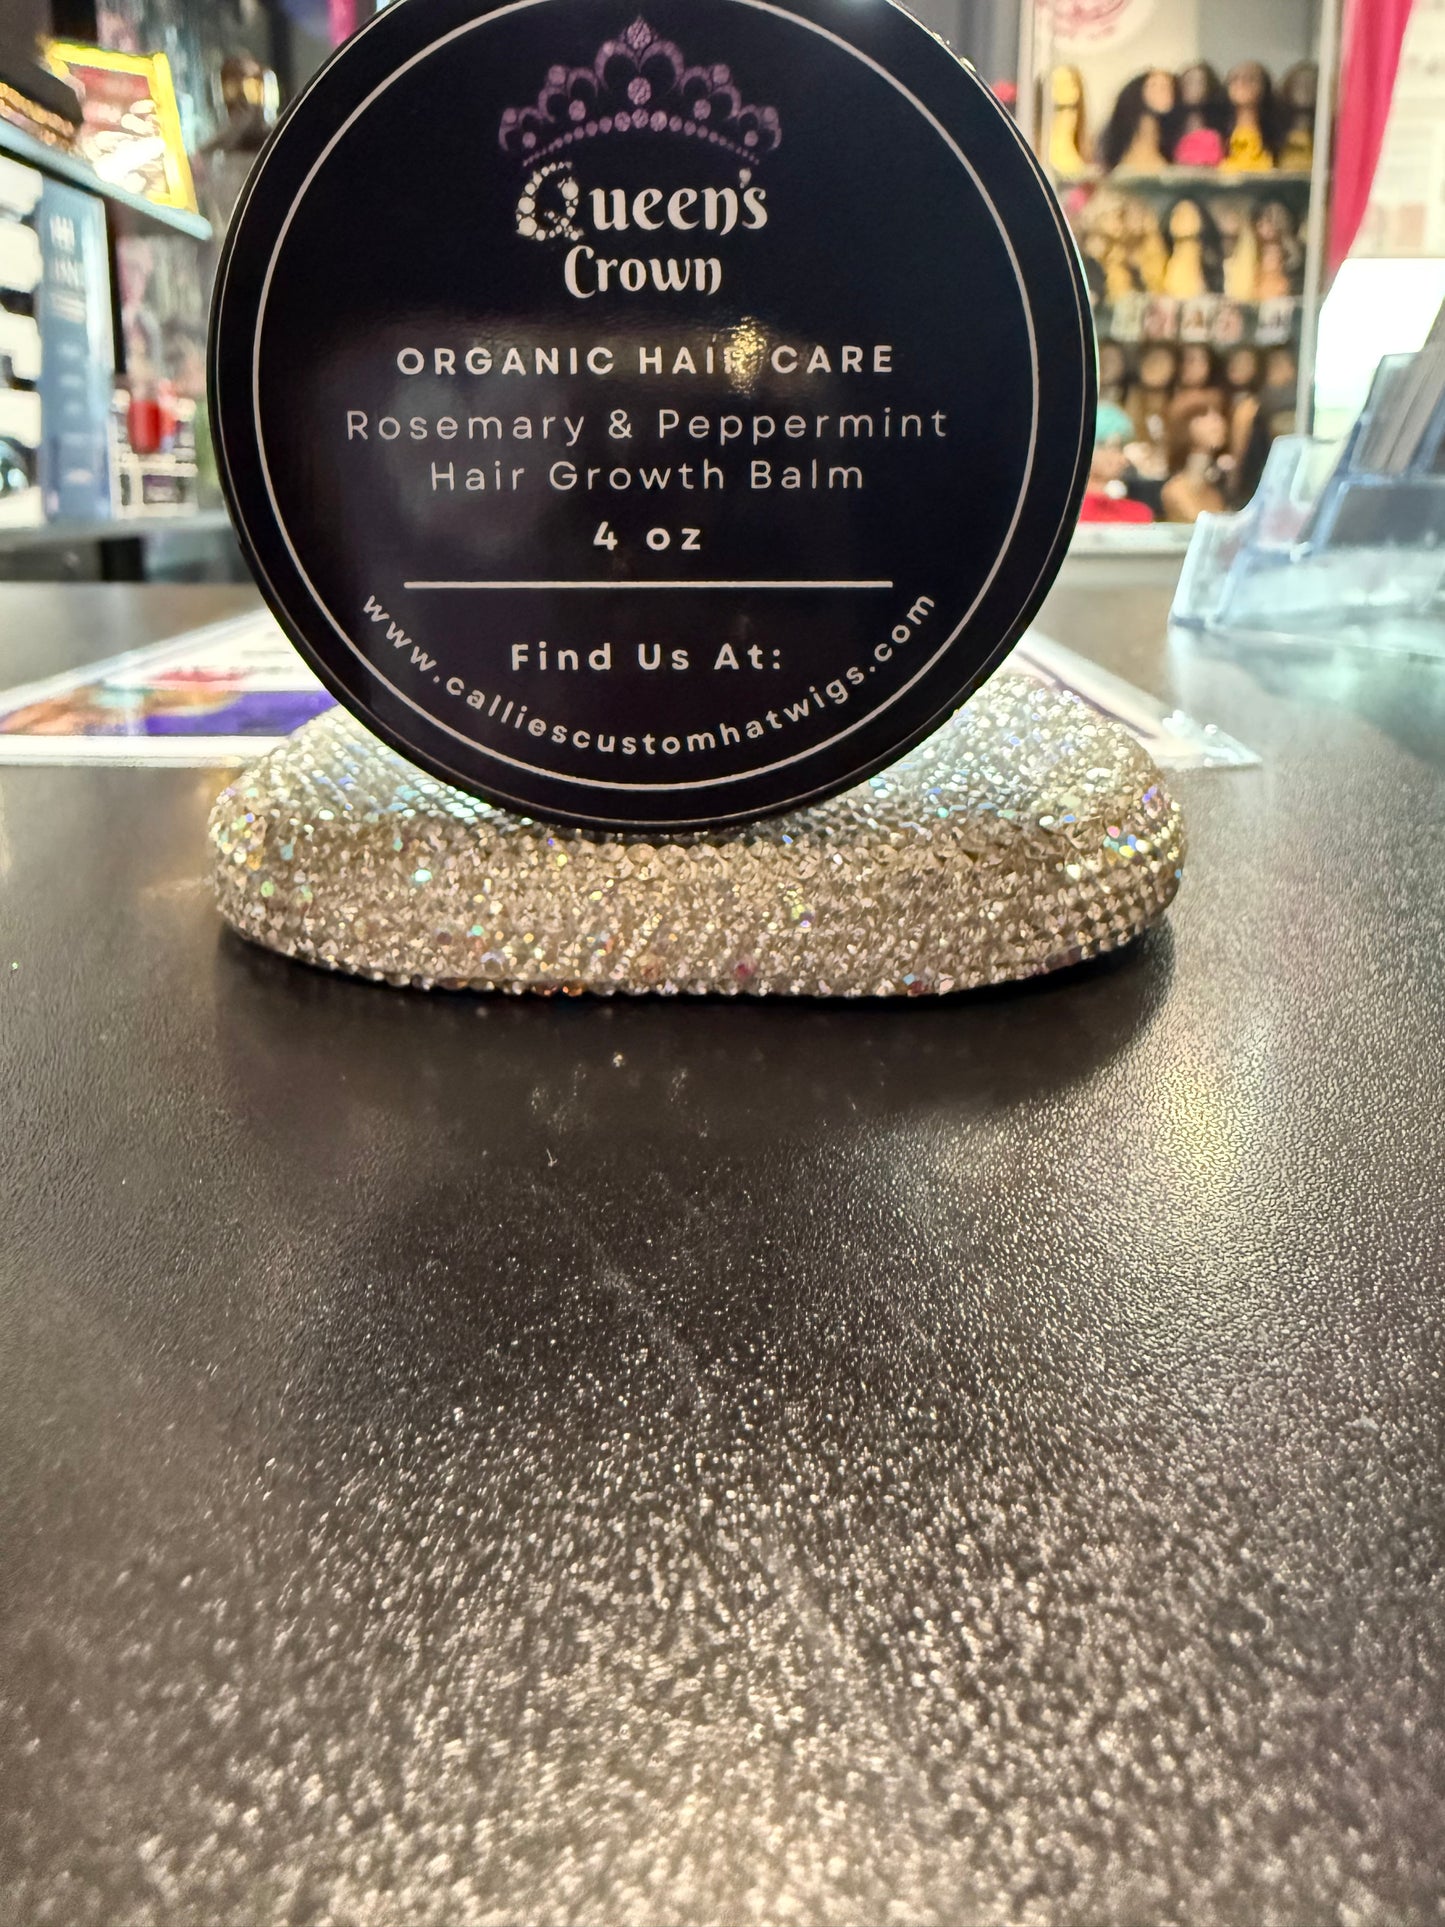 Queen's
Crown
ORGANIC HAIR CARE
Rosemary & Peppermint
Hair Growth Balm
4 oz
Find Us At:
www.calliescustomhatwigs.com